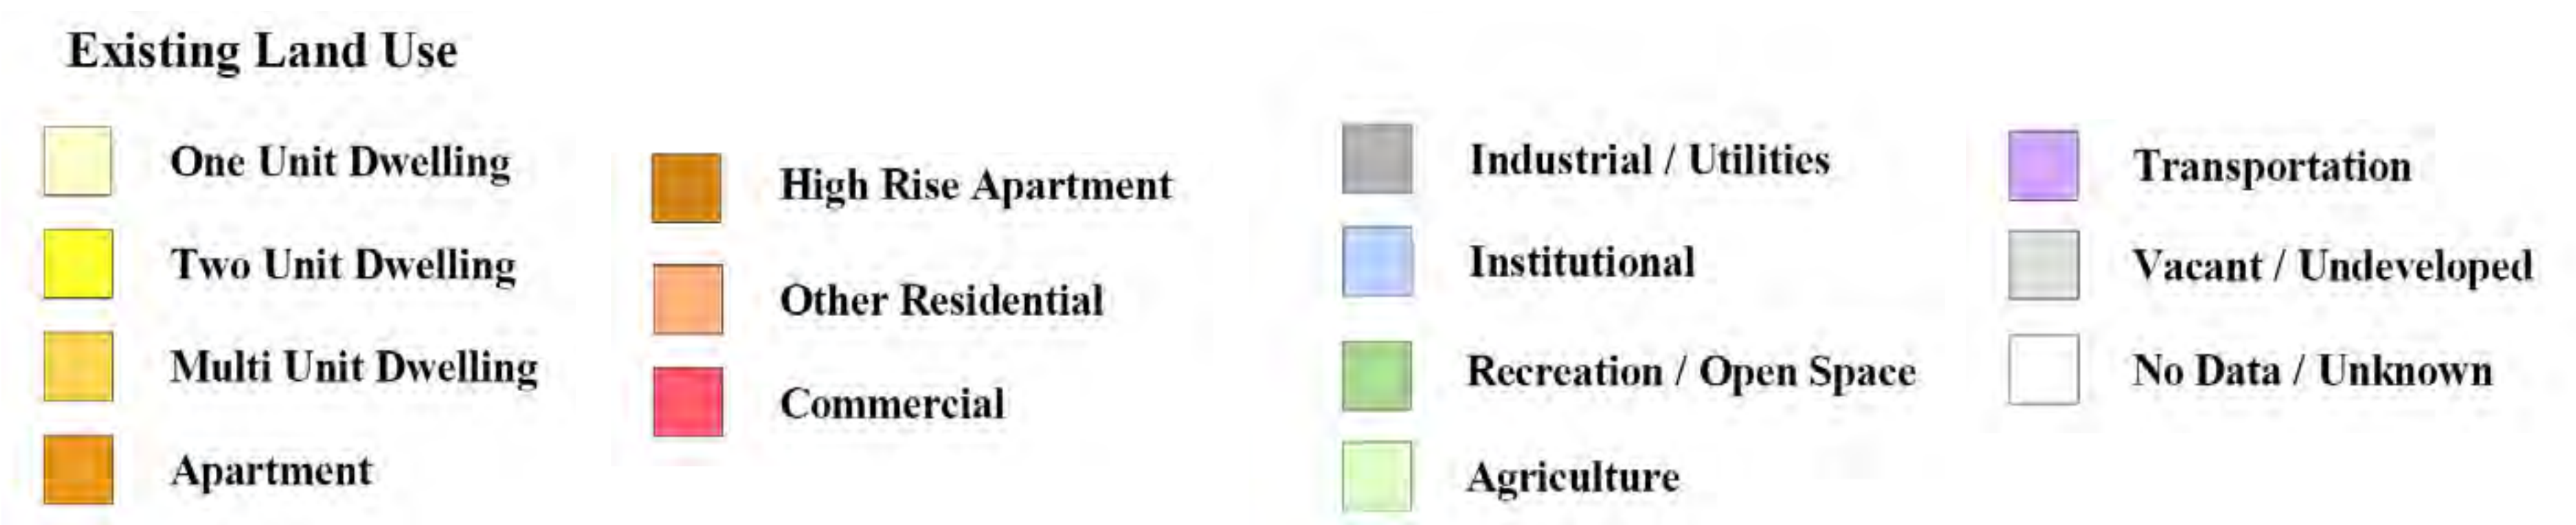 Existing Land Use
One Unit Dwelling
Two Unit Dwelling
Multi Unit Dwelling
Apartment
High Rise Apartment
Other Residential
Commercial
Industrial / Utilities
Institutional
Recreation / Open Space
Agriculture
Transportation
Vacant / Undeveloped
No Data / Unknown